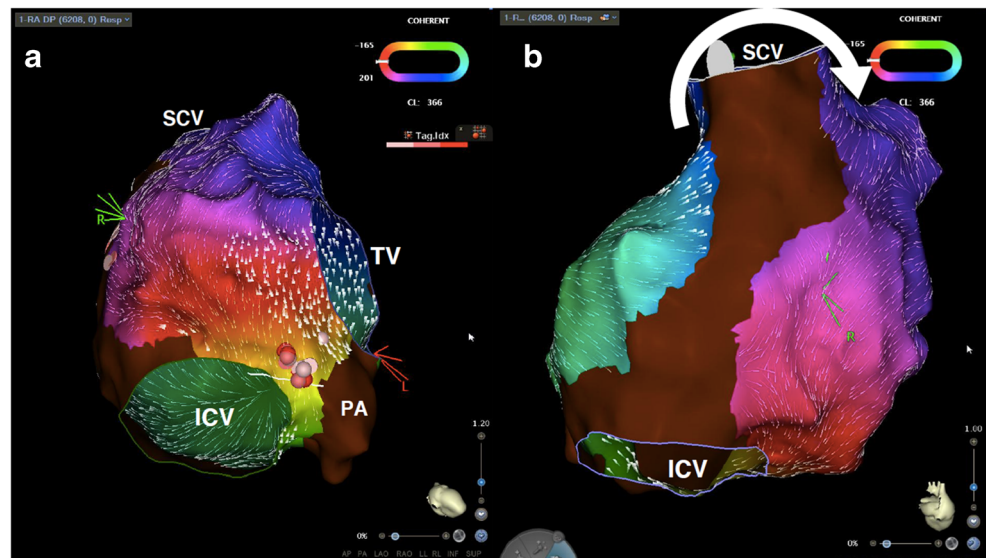 1-RA DP (6208, 0) Resp
a
COHERENT
-165
201
CL: 366
Tag.Idx
SCV
R
TV
L
ICV
PA
1.20
0%
AP PA LAO RAO LL RL INF SUP
1-R... (6208, 0) Resp
b
COHERENT
-165
CL: 366
SCV
R
ICV
1.00
0%